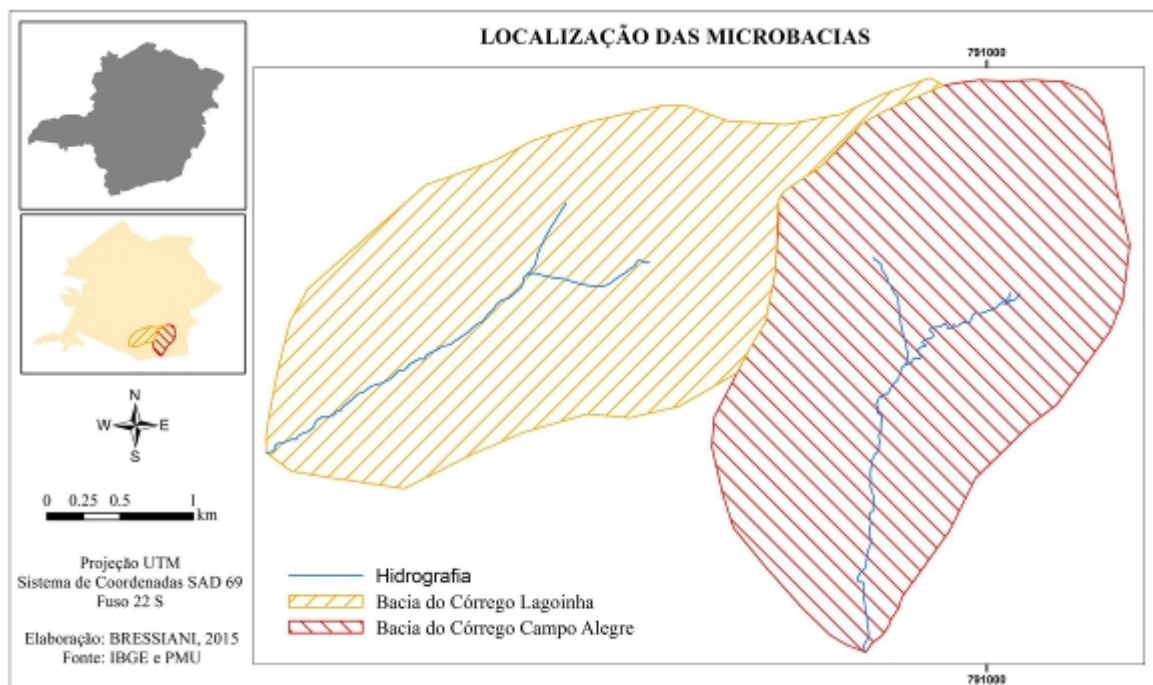 LOCALIZAÇÃO DAS MICROBACIAS
791000
N
W E
S
0 0.25 0.5 1
km
Projeção UTM
Sistema de Coordenadas SAD 69
Fuso 22 S
Elaboração: BRESSIANI, 2015
Fonte: IBGE e PMU
Hidrografia
Bacia do Córrego Lagoinha
Bacia do Córrego Campo Alegre
791000